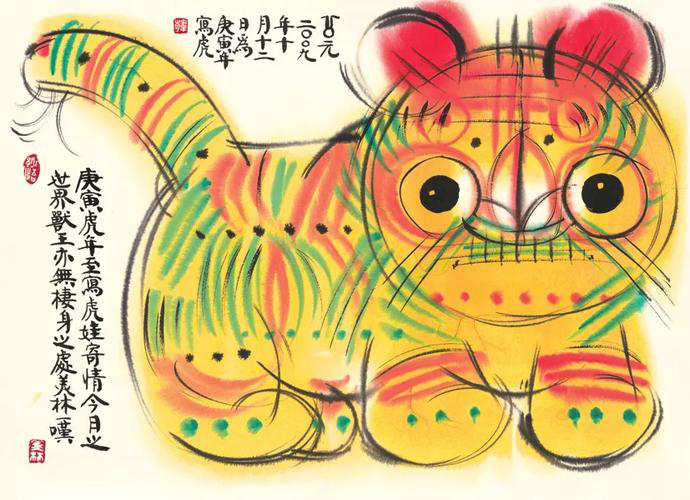 公元
二〇〇九
年十
月十二
日為
庚寅年
寫虎
庚寅虎年至寫虎娃寄情今日之
世界獸王亦無棲身之處美林一嘆
美林